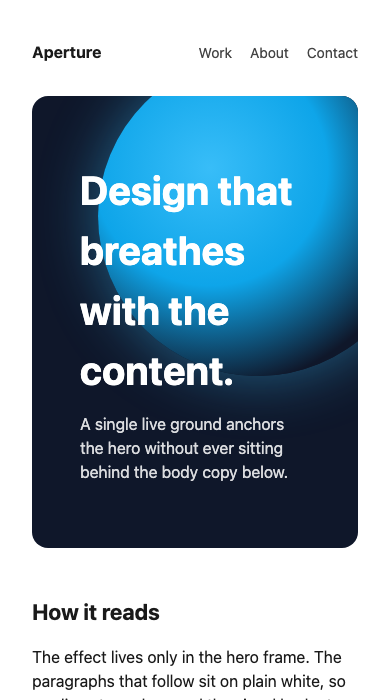 Aperture
Work About Contact
Design that
breathes
with the
content.
A single live ground anchors
the hero without ever sitting
behind the body copy below.
How it reads
The effect lives only in the hero frame. The
paragraphs that follow sit on plain white, so